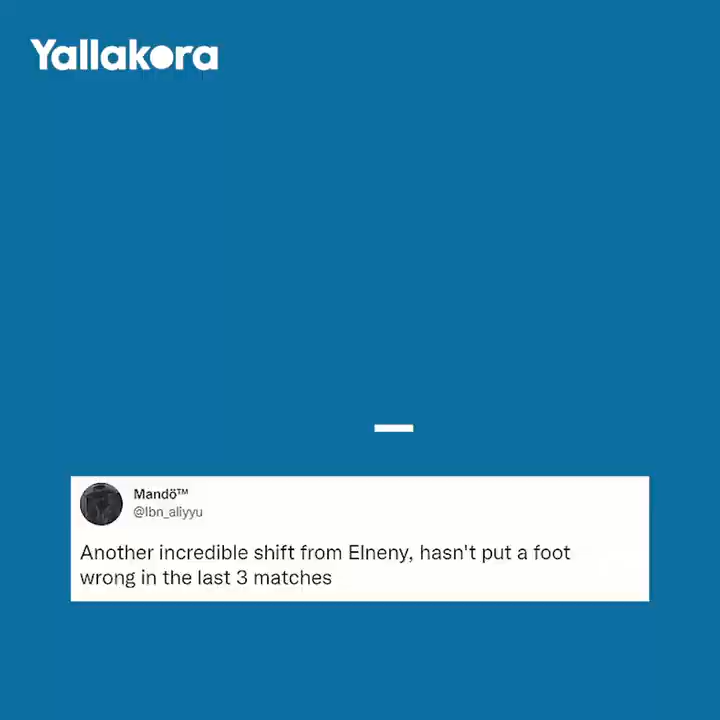 Yallakora
Mandö™
@Ibn_aliyyu
Another incredible shift from Elneny, hasn't put a foot
wrong in the last 3 matches